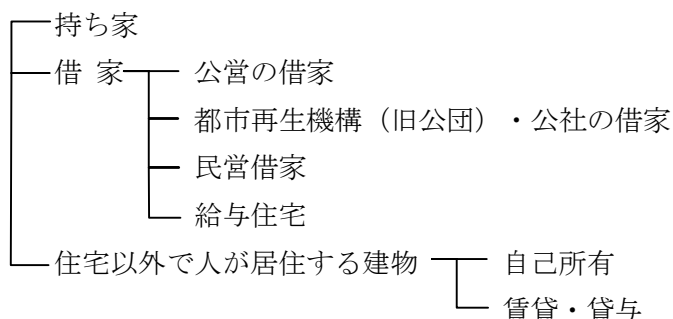 持ち家
借 家
公営の借家
都市再生機構（旧公団）・公社の借家
民営借家
給与住宅
住宅以外で人が居住する建物
自己所有
賃貸・貸与